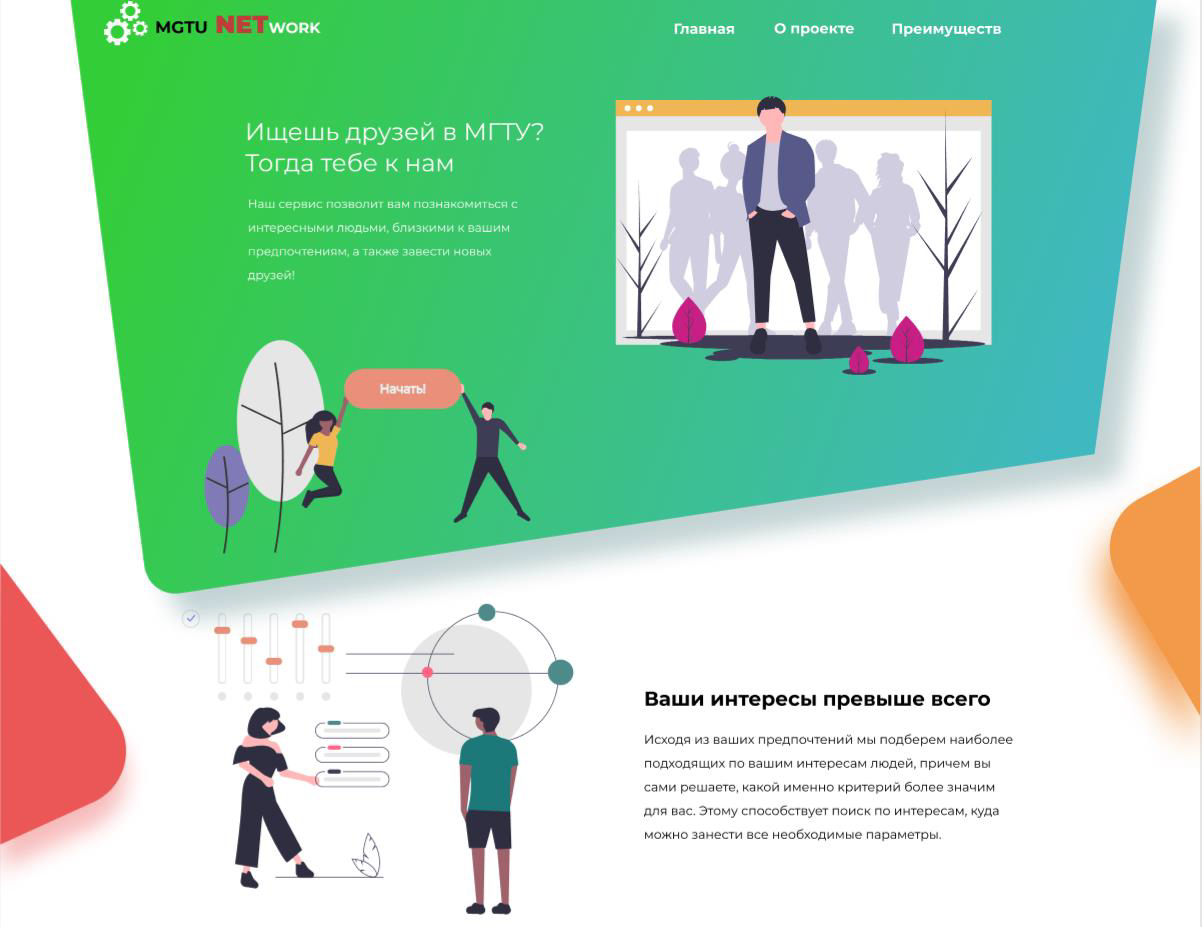 MGTU NETWORK
Главная О проекте Преимуществ
Ищешь друзей в МГТУ?
Тогда тебе к нам
Наш сервис позволит вам познакомиться с
интересными людьми, близкими к вашим
предпочтениям, а также завести новых
друзей!
Начать!
Ваши интересы превыше всего
Исходя из ваших предпочтений мы подберем наиболее
подходящих по вашим интересам людей, причем вы
сами решаете, какой именно критерий более значим
для вас. Этому способствует поиск по интересам, куда
можно занести все необходимые параметры.